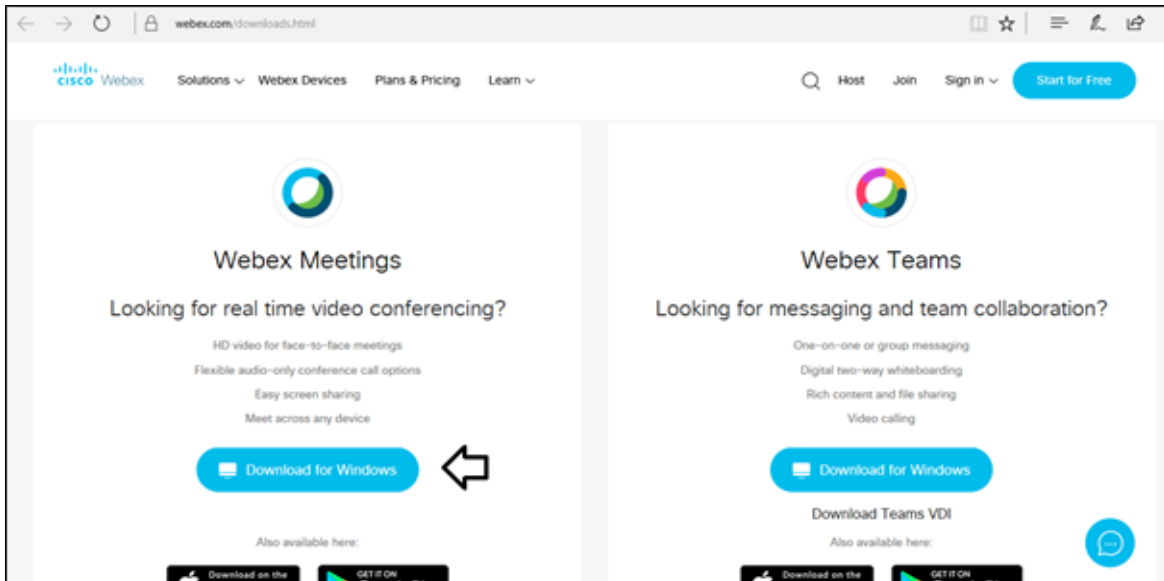 webex.com/downloads.html
CISCO Webex
Solutions
Webex Devices
Plans & Pricing
Learn
Host
Join
Sign in
Start for Free
Webex Meetings
Looking for real time video conferencing?
HD video for face-to-face meetings
Flexible audio-only conference call options
Easy screen sharing
Meet across any device
Download for Windows
Also available here:
Download on the
GET IT ON
Webex Teams
Looking for messaging and team collaboration?
One-on-one or group messaging
Digital two-way whiteboarding
Rich content and file sharing
Video calling
Download for Windows
Download Teams VDI
Also available here:
Download on the
GET IT ON